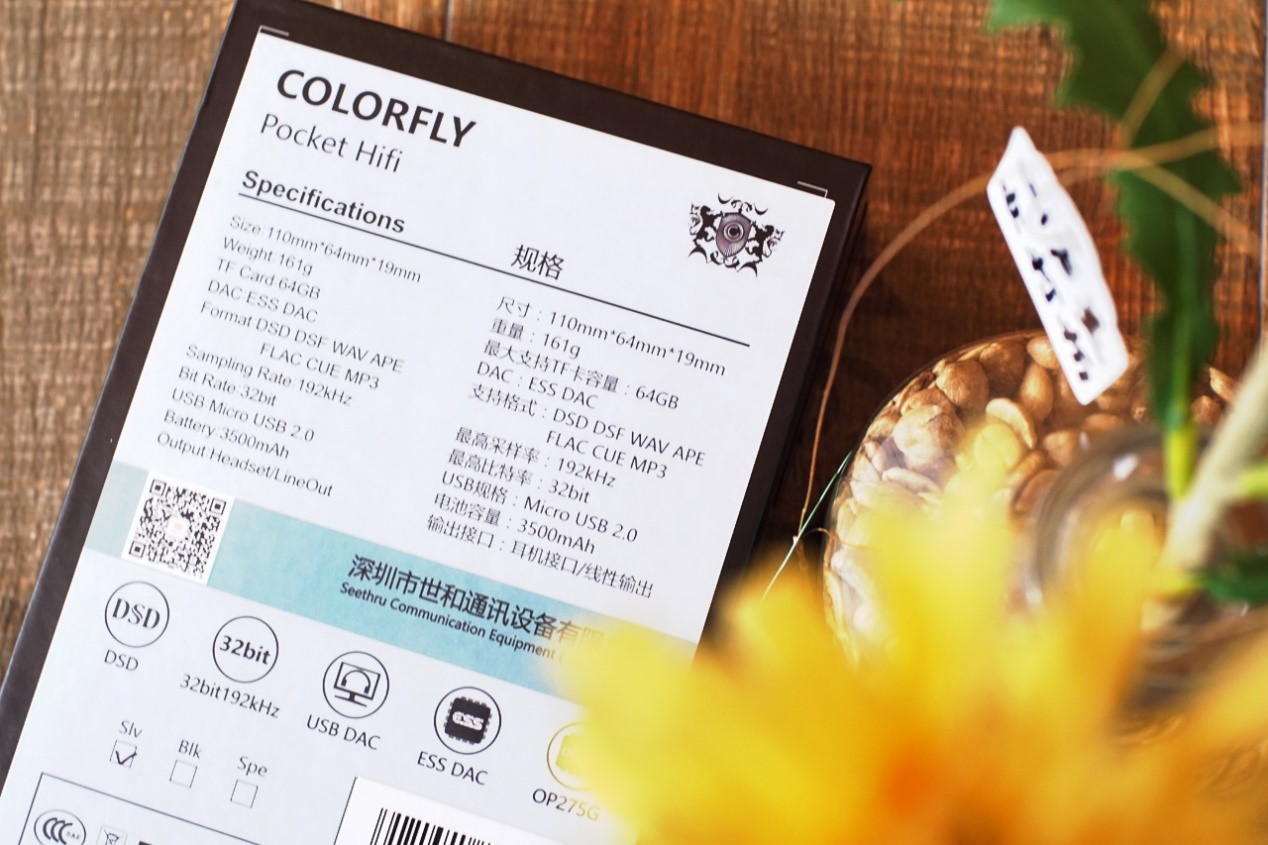 COLORFLY
Pocket Hifi
Specifications
规格
Size 110mm*64mm*19mm
Weight 161g
TF Card 64GB
DAC ESS DAC
Format DSD DSF WAV APE
FLAC CUE MP3
Sampling Rate 192kHz
Bit Rate 32bit
USB Micro USB 2.0
Battery 3500mAh
Output Headset/LineOut
尺寸：110mm*64mm*19mm
重量：161g
最大支持TF卡容量：64GB
DAC：ESS DAC
支持格式：DSD DSF WAV APE
FLAC CUE MP3
最高采样率：192kHz
最高比特率：32bit
USB规格：Micro USB 2.0
电池容量：3500mAh
输出接口：耳机接口/线性输出
深圳市世和通讯设备有限
Seethru Communication Equipment
DSD
32bit
ESS
DSD
32bit192kHz
USB DAC
ESS DAC
OP275G
Slv
Blk
Spe